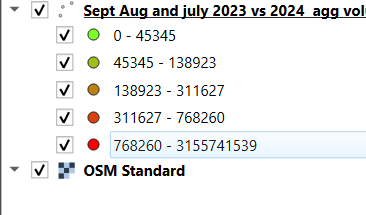 Sept Aug and july 2023 vs 2024 agg vol
0 - 45345
45345 - 138923
138923 - 311627
311627 - 768260
768260 - 3155741539
OSM Standard